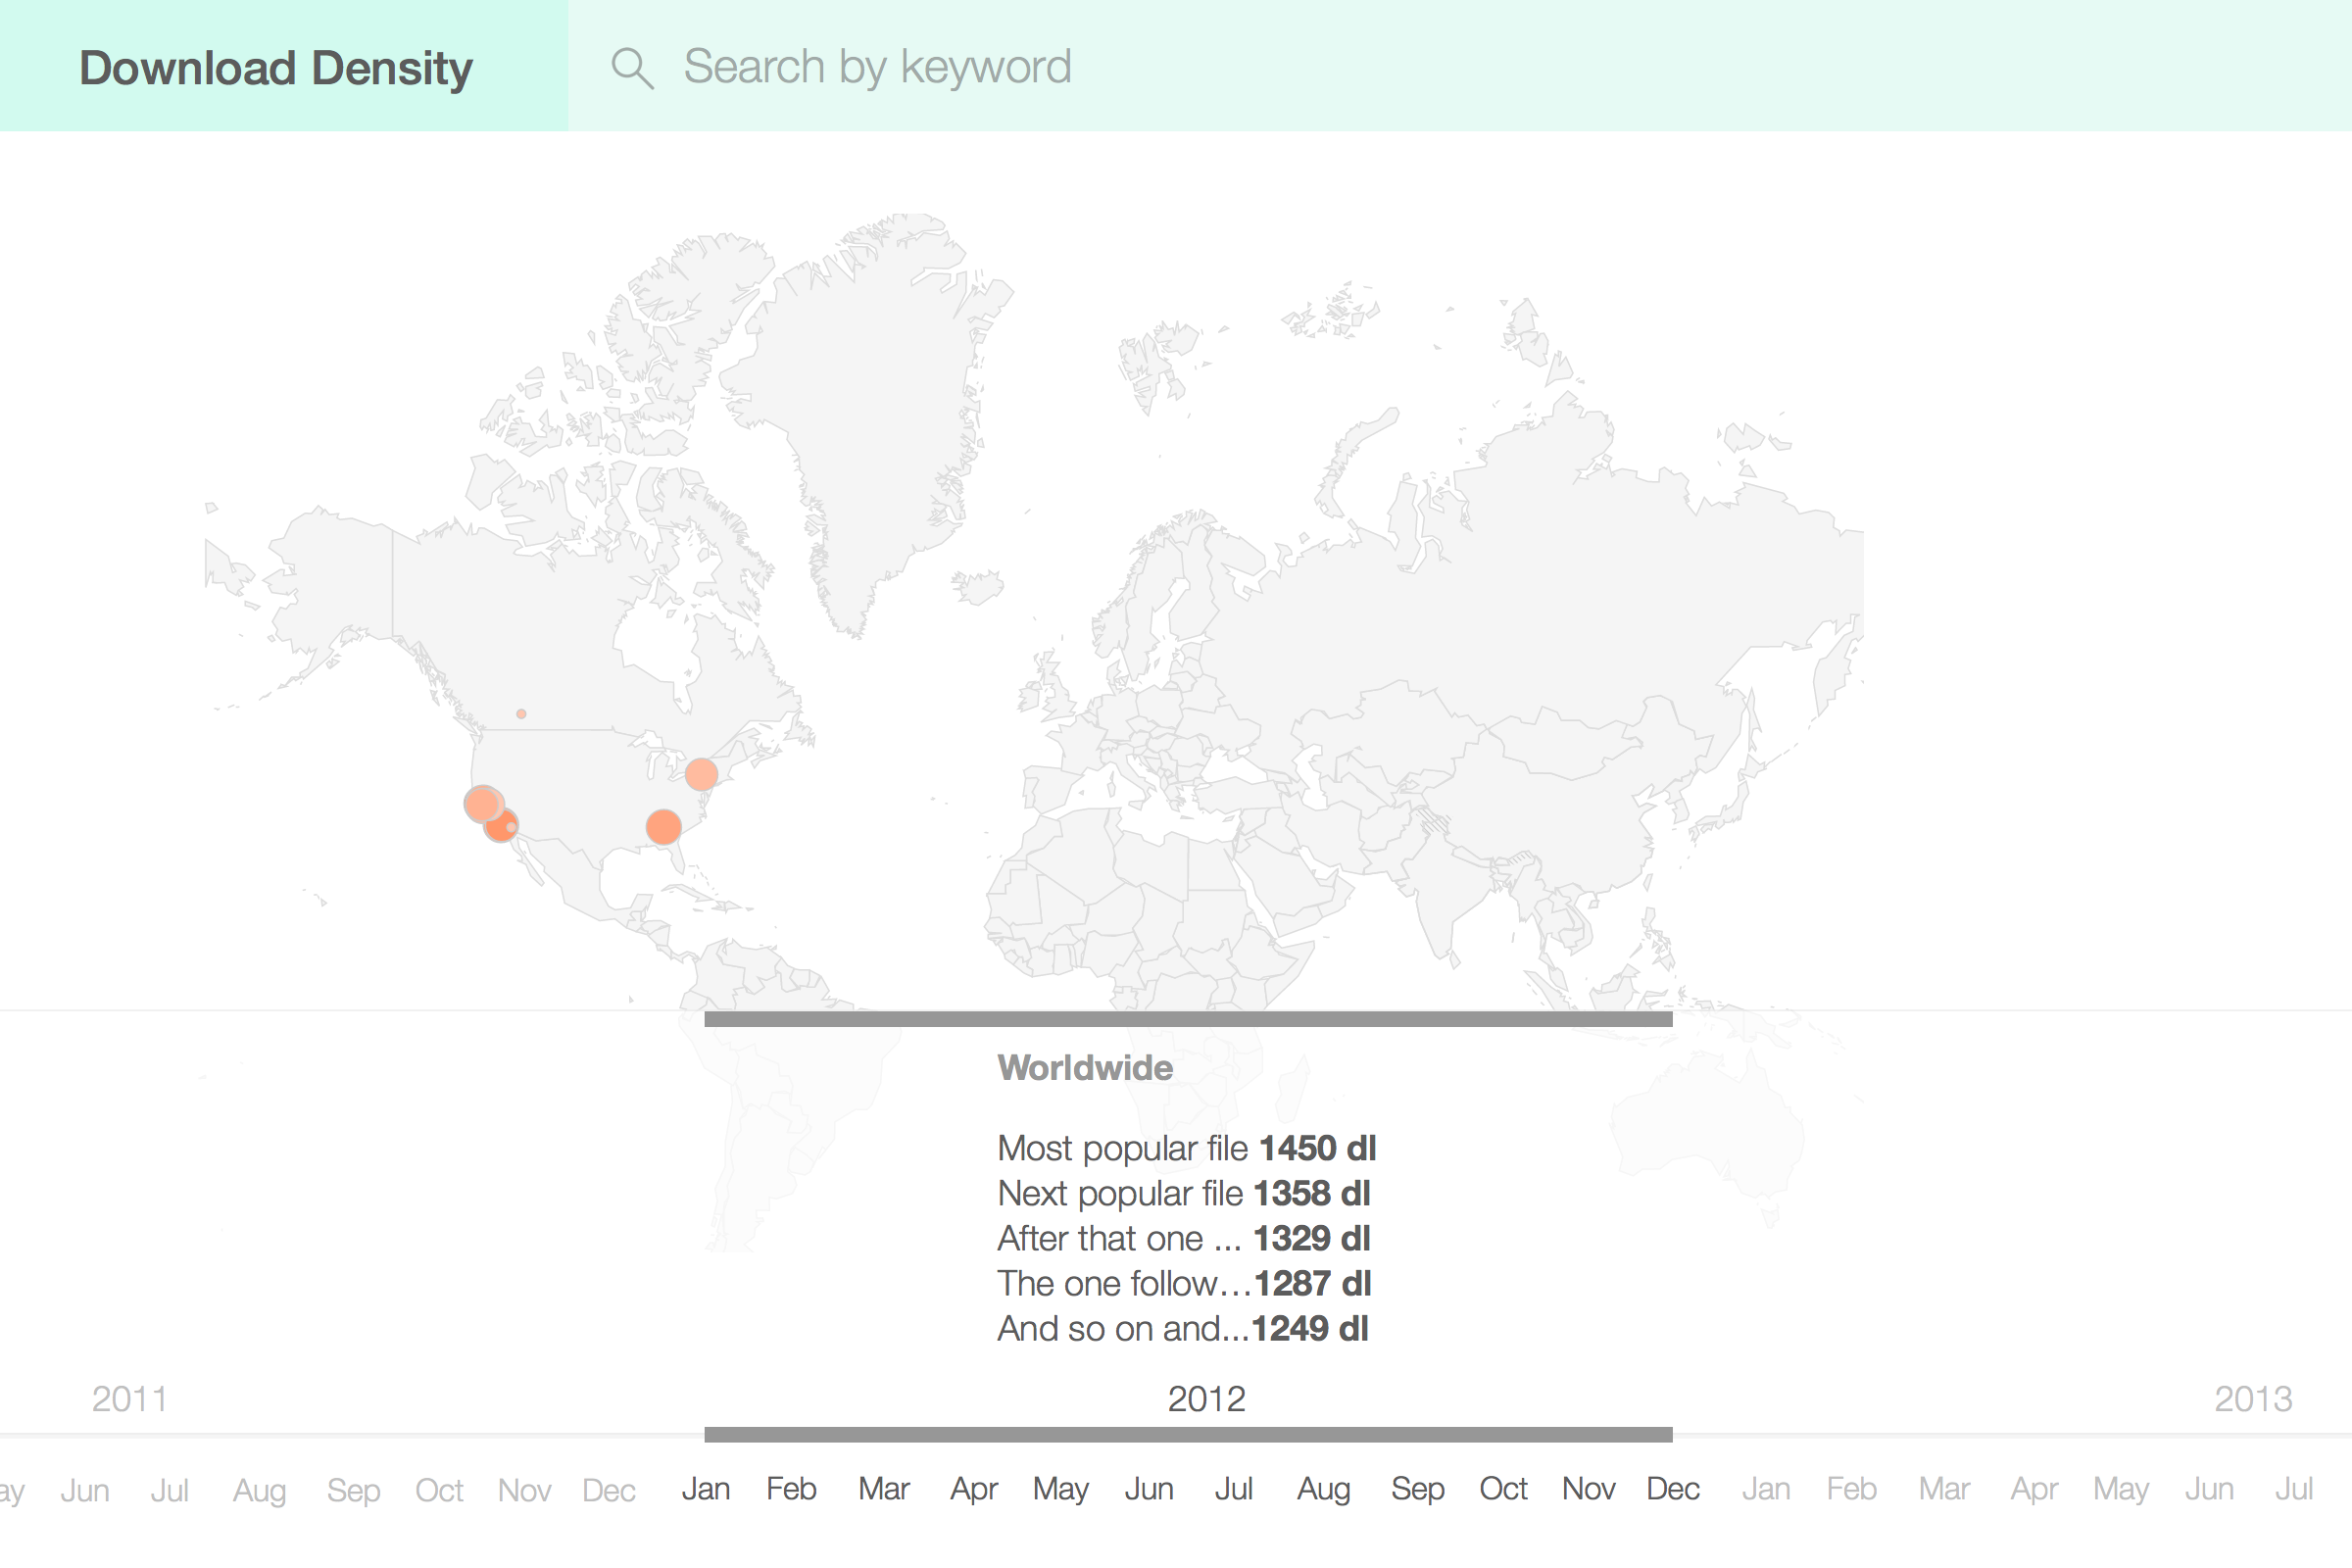 Download Density
Search by keyword
Worldwide
Most popular file 1450 dl
Next popular file 1358 dl
After that one ... 1329 dl
The one follow...1287 dl
And so on and...1249 dl
2011 2012 2013
ay Jun Jul Aug Sep Oct Nov Dec Jan Feb Mar Apr May Jun Jul Aug Sep Oct Nov Dec Jan Feb Mar Apr May Jun Jul